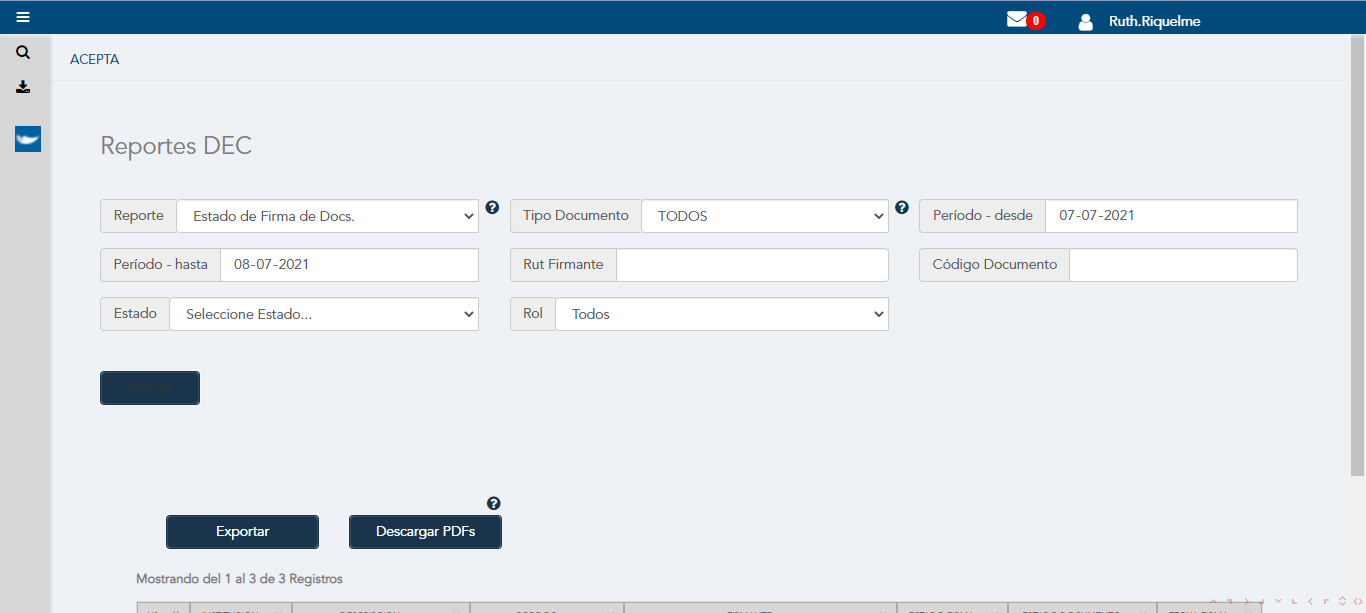 0 Ruth.Riquelme
ACEPTA
Reportes DEC
Reporte Estado de Firma de Docs. ? Tipo Documento TODOS ? Período - desde 07-07-2021
Período - hasta 08-07-2021 Rut Firmante Código Documento
Estado Seleccione Estado... Rol Todos
Buscar
?
Exportar Descargar PDFs
Mostrando del 1 al 3 de 3 Registros